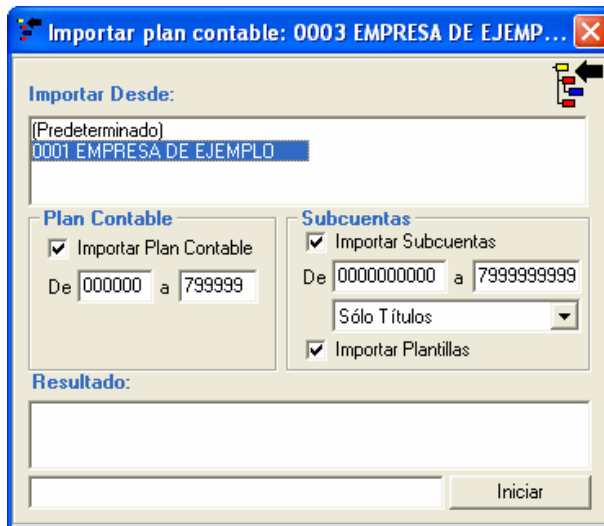 Importar plan contable: 0003 EMPRESA DE EJEMP...
Importar Desde:
(Predeterminado)
0001 EMPRESA DE EJEMPLO
Plan Contable
Importar Plan Contable
De 000000 a 799999
Subcuentas
Importar Subcuentas
De 0000000000 a 7999999999
Sólo Títulos
Importar Plantillas
Resultado:
Iniciar